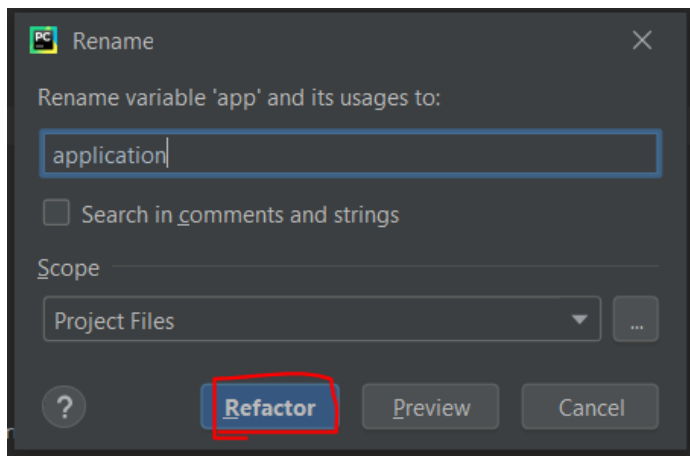 PC
Rename
Rename variable 'app' and its usages to:
application
Search in comments and strings
Scope
Project Files
...
? Refactor Preview Cancel